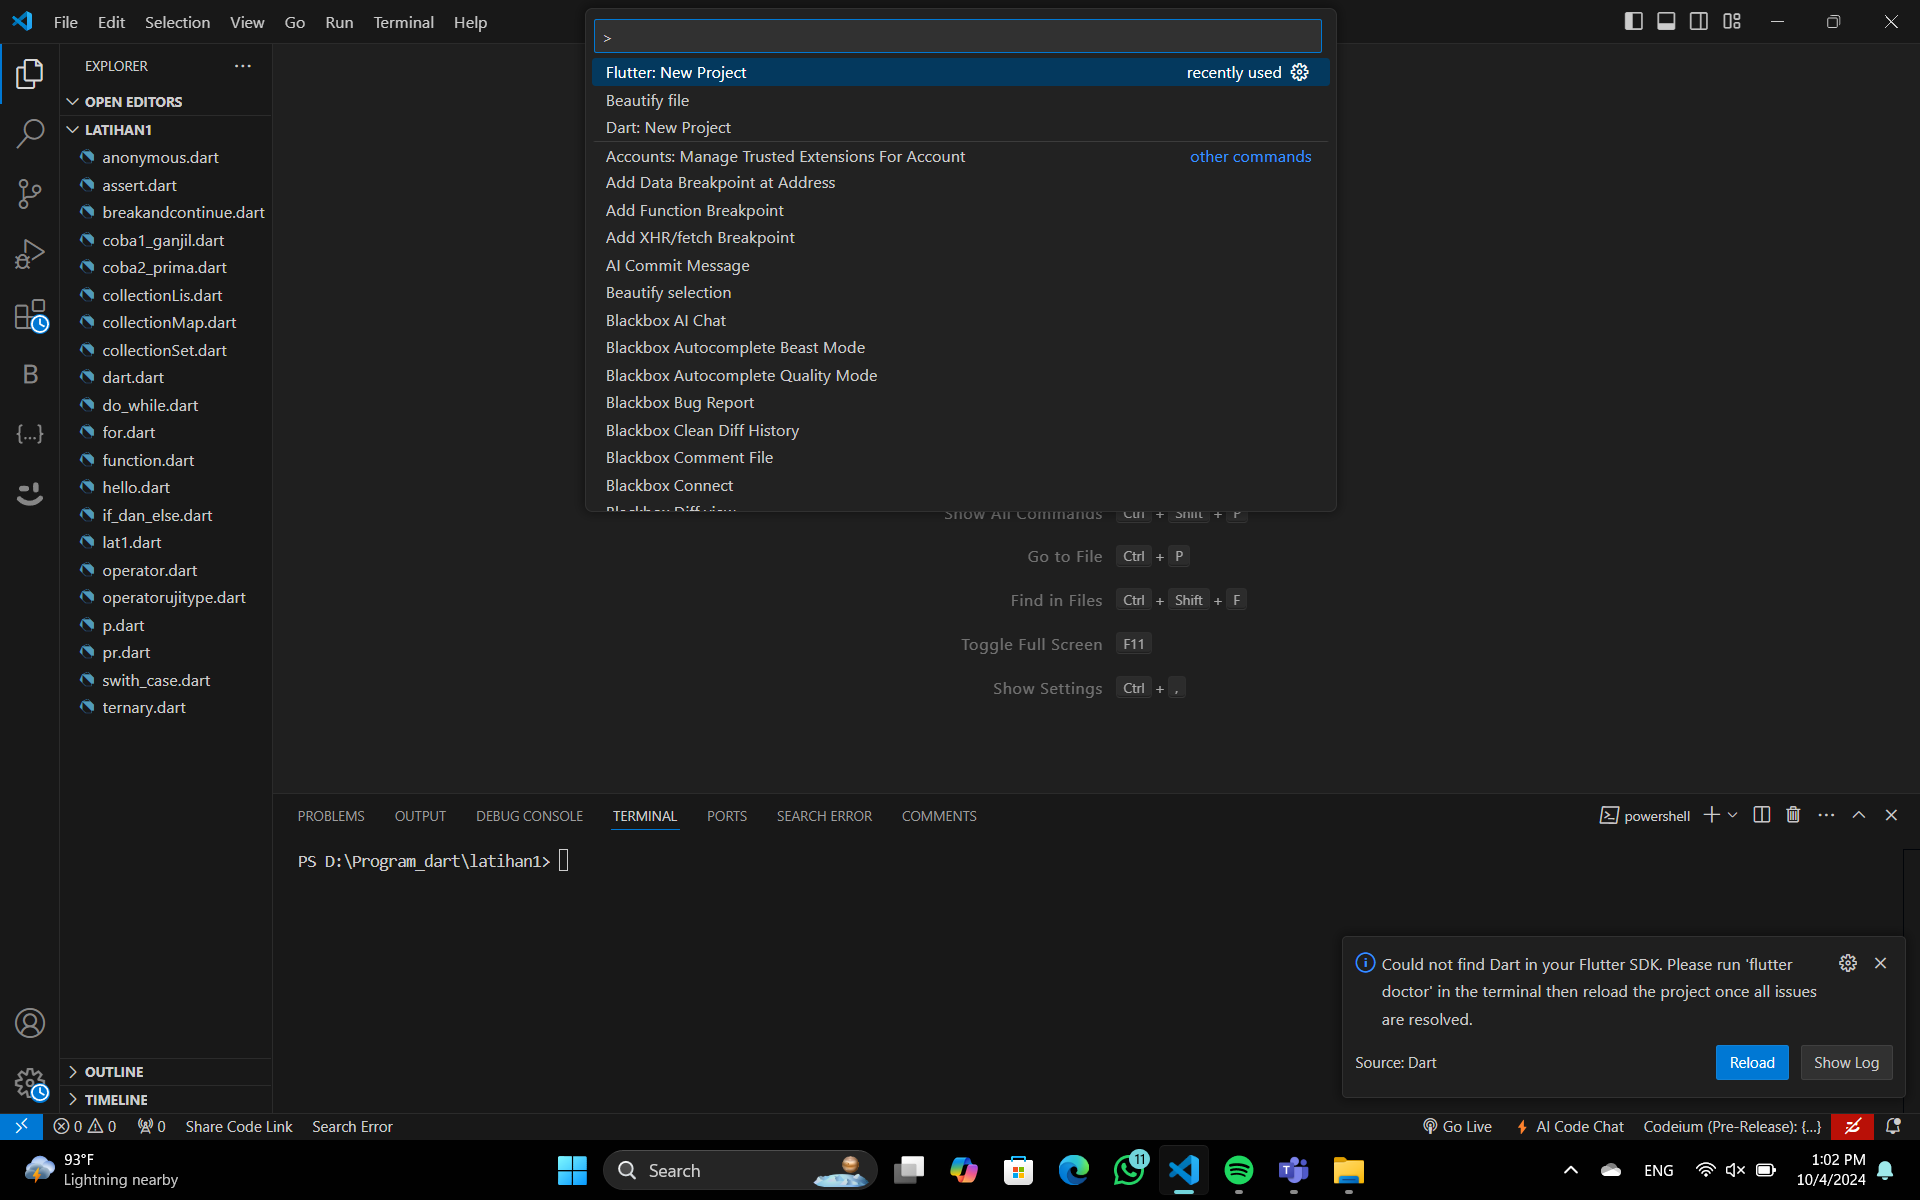 File Edit Selection View Go Run Terminal Help
>
Flutter: New Project recently used
Beautify file
Dart: New Project
Accounts: Manage Trusted Extensions For Account other commands
Add Data Breakpoint at Address
Add Function Breakpoint
Add XHR/fetch Breakpoint
AI Commit Message
Beautify selection
Blackbox AI Chat
Blackbox Autocomplete Beast Mode
Blackbox Autocomplete Quality Mode
Blackbox Bug Report
Blackbox Clean Diff History
Blackbox Comment File
Blackbox Connect
Blackbox Diff view
EXPLORER
OPEN EDITORS
LATIHAN1
anonymous.dart
assert.dart
breakandcontinue.dart
coba1_ganjil.dart
coba2_prima.dart
collectionLis.dart
collectionMap.dart
collectionSet.dart
dart.dart
do_while.dart
for.dart
function.dart
hello.dart
if_dan_else.dart
lat1.dart
operator.dart
operatorujitype.dart
p.dart
pr.dart
swith_case.dart
ternary.dart
OUTLINE
TIMELINE
B
{...}
Show All Commands Ctrl + Shift + P
Go to File Ctrl + P
Find in Files Ctrl + Shift + F
Toggle Full Screen F11
Show Settings Ctrl + ,
PROBLEMS OUTPUT DEBUG CONSOLE TERMINAL PORTS SEARCH ERROR COMMENTS
powershell
PS D:\Program_dart\latihan1>
Could not find Dart in your Flutter SDK. Please run 'flutter
doctor' in the terminal then reload the project once all issues
are resolved.
Source: Dart Reload Show Log
0 0 0 Share Code Link Search Error Go Live AI Code Chat Codeium (Pre-Release): {...}
93°F
Lightning nearby
Search
11
ENG
1:02 PM
10/4/2024